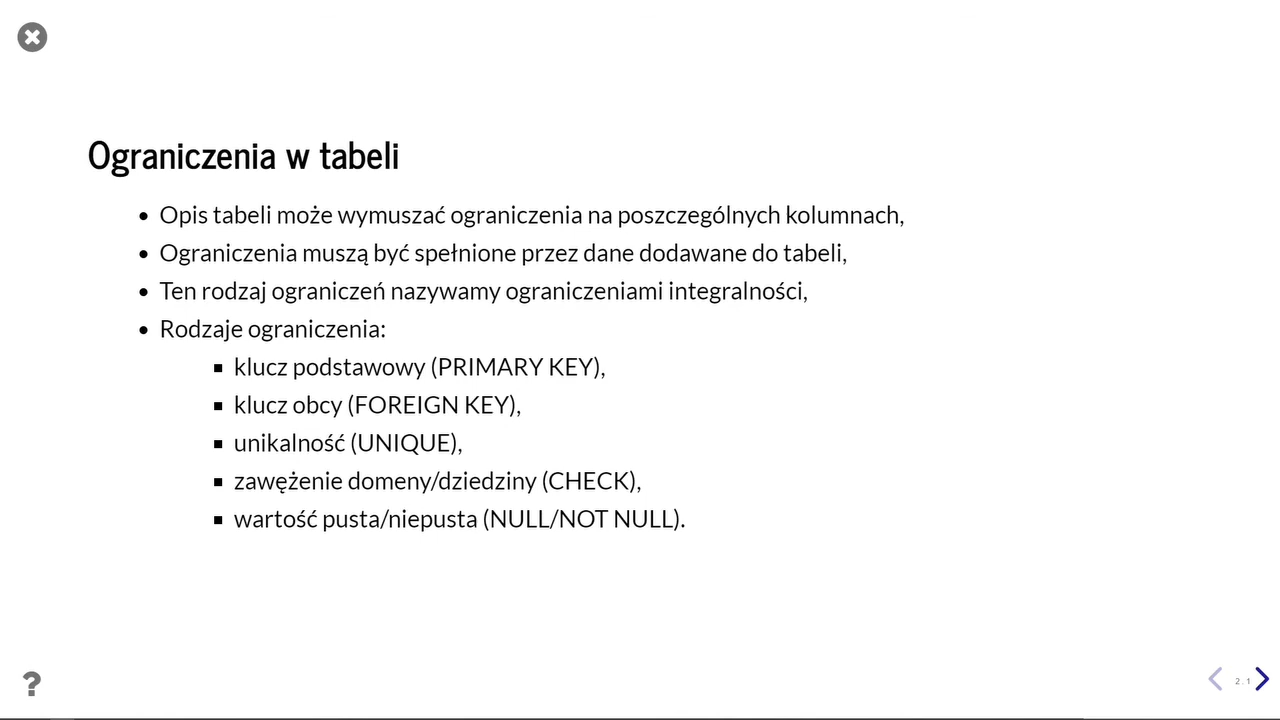 Ograniczenia w tabeli
Opis tabeli może wymuszać ograniczenia na poszczególnych kolumnach,
Ograniczenia muszą być spełnione przez dane dodawane do tabeli,
Ten rodzaj ograniczeń nazywamy ograniczeniami integralności,
Rodzaje ograniczenia:
klucz podstawowy (PRIMARY KEY),
klucz obcy (FOREIGN KEY),
unikalność (UNIQUE),
zawężenie domeny/dziedziny (CHECK),
wartość pusta/niepusta (NULL/NOT NULL).
?
2.1